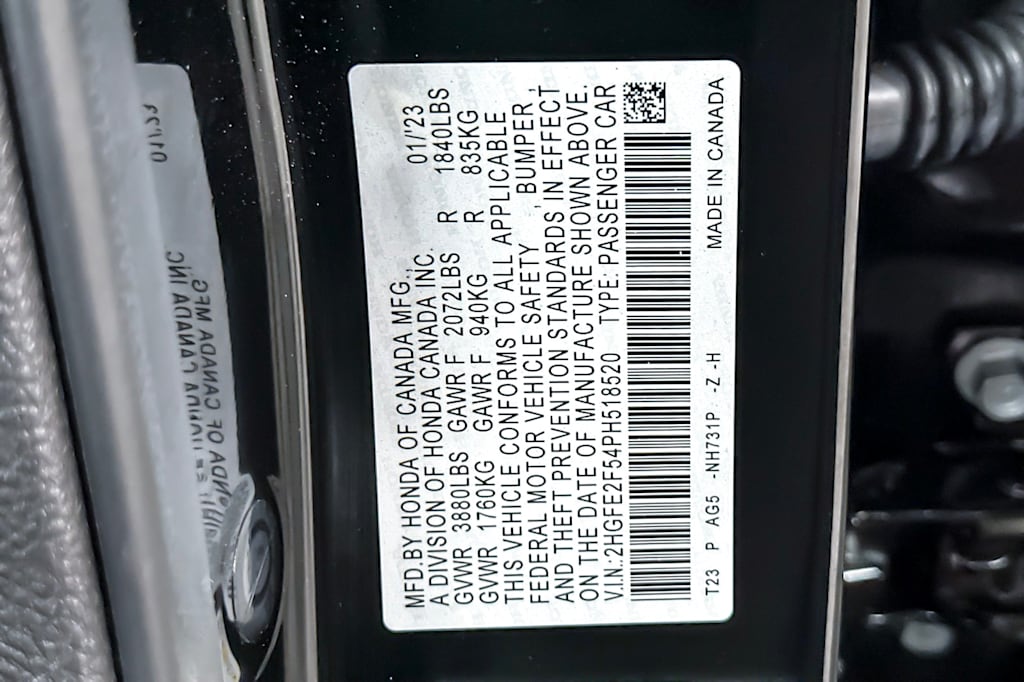 MFD.BY HONDA OF CANADA MFG., 01/'23
A DIVISION OF HONDA CANADA INC.
GVWR 3880LBS GAWR F 2072LBS R 1840LBS
GVWR 1760KG GAWR F 940KG R 835KG
THIS VEHICLE CONFORMS TO ALL APPLICABLE
FEDERAL MOTOR VEHICLE SAFETY, BUMPER,
AND THEFT PREVENTION STANDARDS, IN EFFECT
ON THE DATE OF MANUFACTURE SHOWN ABOVE.
V.I.N.:2HGFE2F54PH518520 TYPE: PASSENGER CAR
T23 P AG5 -NH731P -Z -H MADE IN CANADA